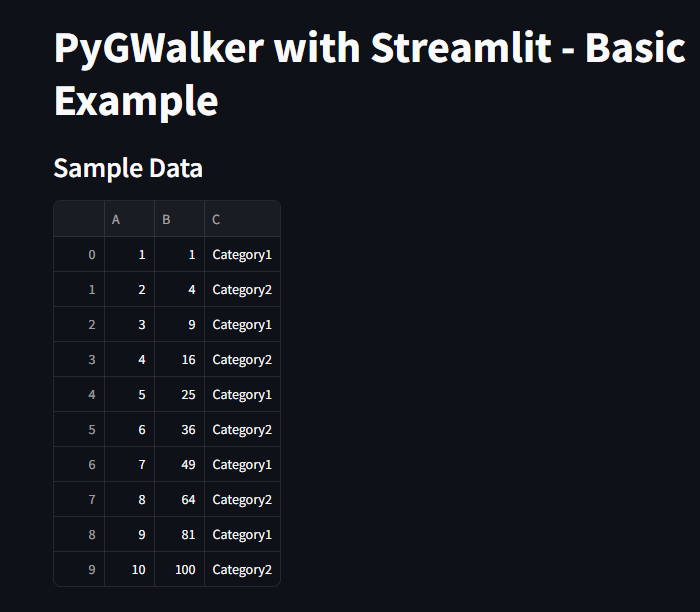 PyGWalker with Streamlit - Basic
Example
Sample Data
A B C
0 1 1 Category1
1 2 4 Category2
2 3 9 Category1
3 4 16 Category2
4 5 25 Category1
5 6 36 Category2
6 7 49 Category1
7 8 64 Category2
8 9 81 Category1
9 10 100 Category2